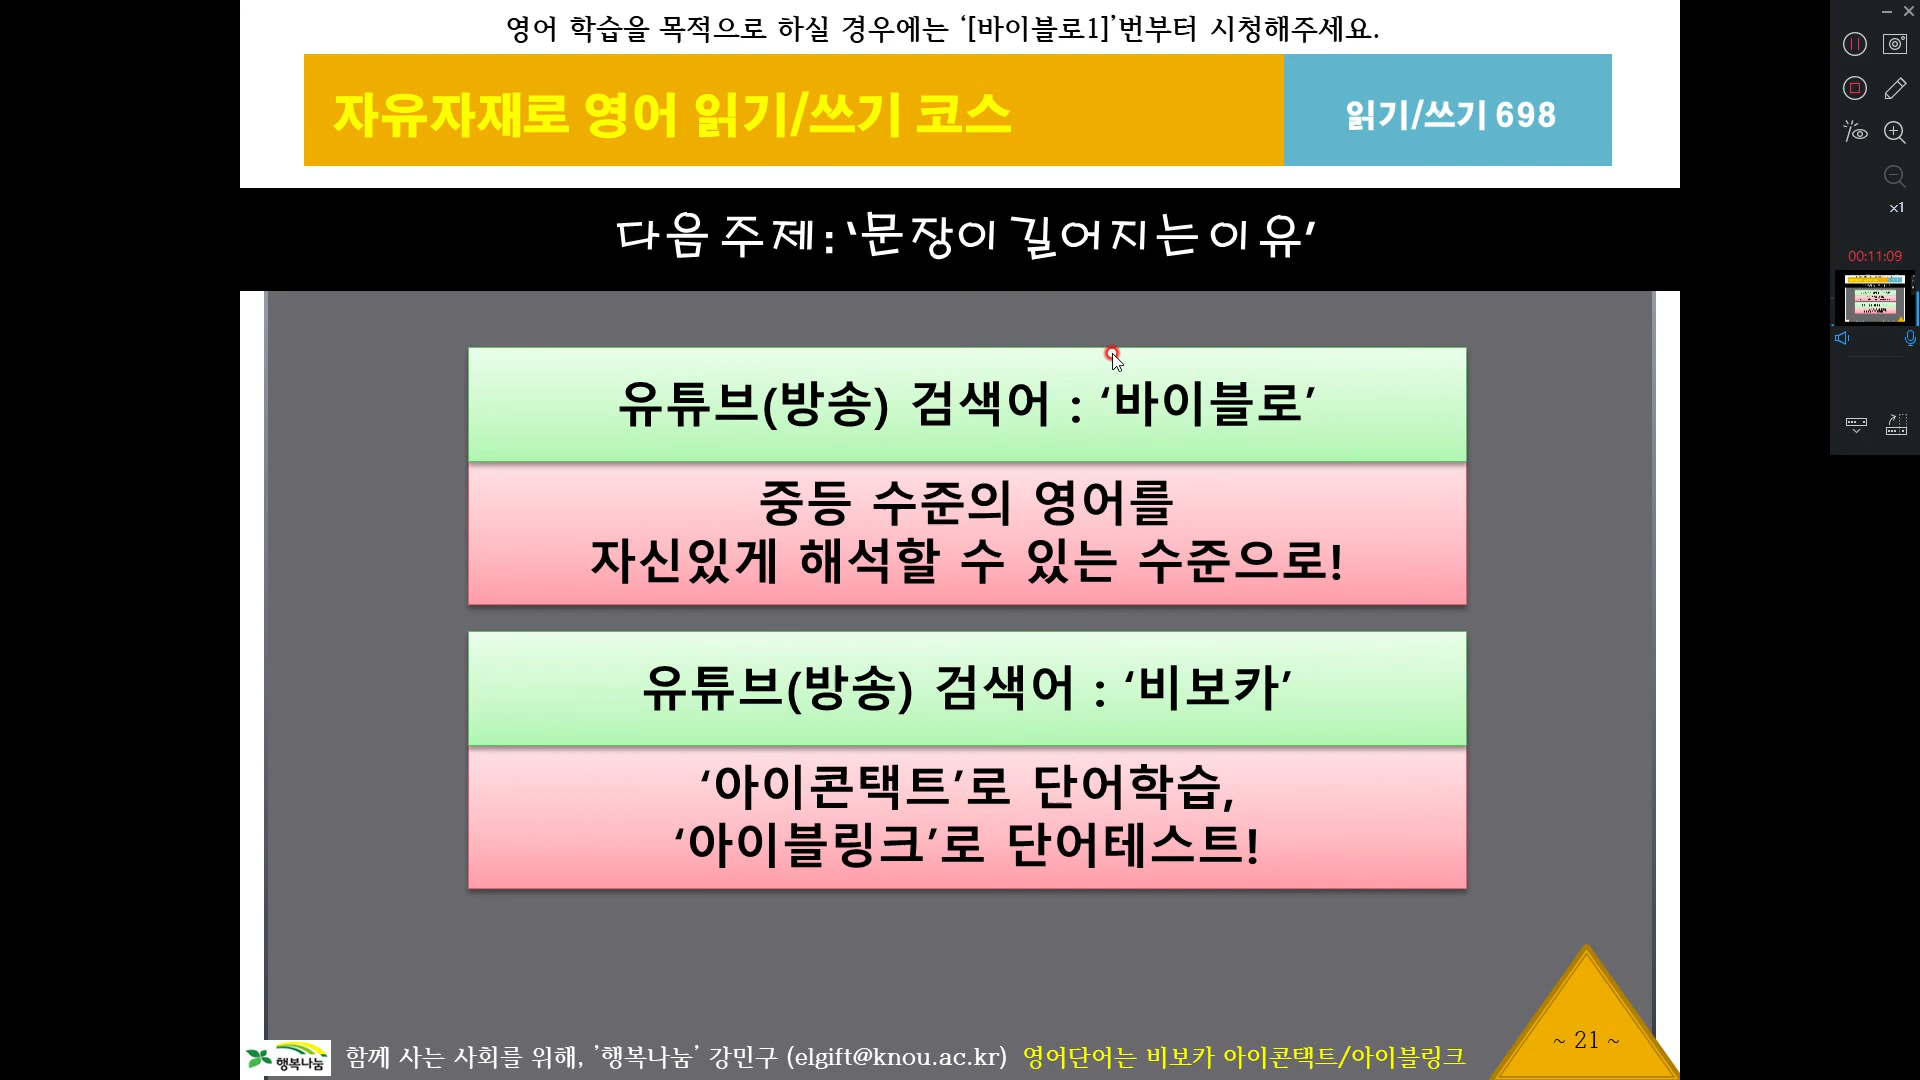 영어 학습을 목적으로 하실 경우에는 ‘[바이블로1]’번부터 시청해주세요.
자유자재로 영어 읽기/쓰기 코스
읽기/쓰기 698
다음 주제 : ‘문장이 길어지는 이유’
유튜브(방송) 검색어 : ‘바이블로’
중등 수준의 영어를
자신있게 해석할 수 있는 수준으로!
유튜브(방송) 검색어 : ‘비보카’
‘아이콘택트’로 단어학습,
‘아이블링크’로 단어테스트!
~ 21 ~
행복나눔
함께 사는 사회를 위해, ’행복나눔’ 강민구 (elgift@knou.ac.kr) 영어단어는 비보카 아이콘택트/아이블링크
x1
00:11:09